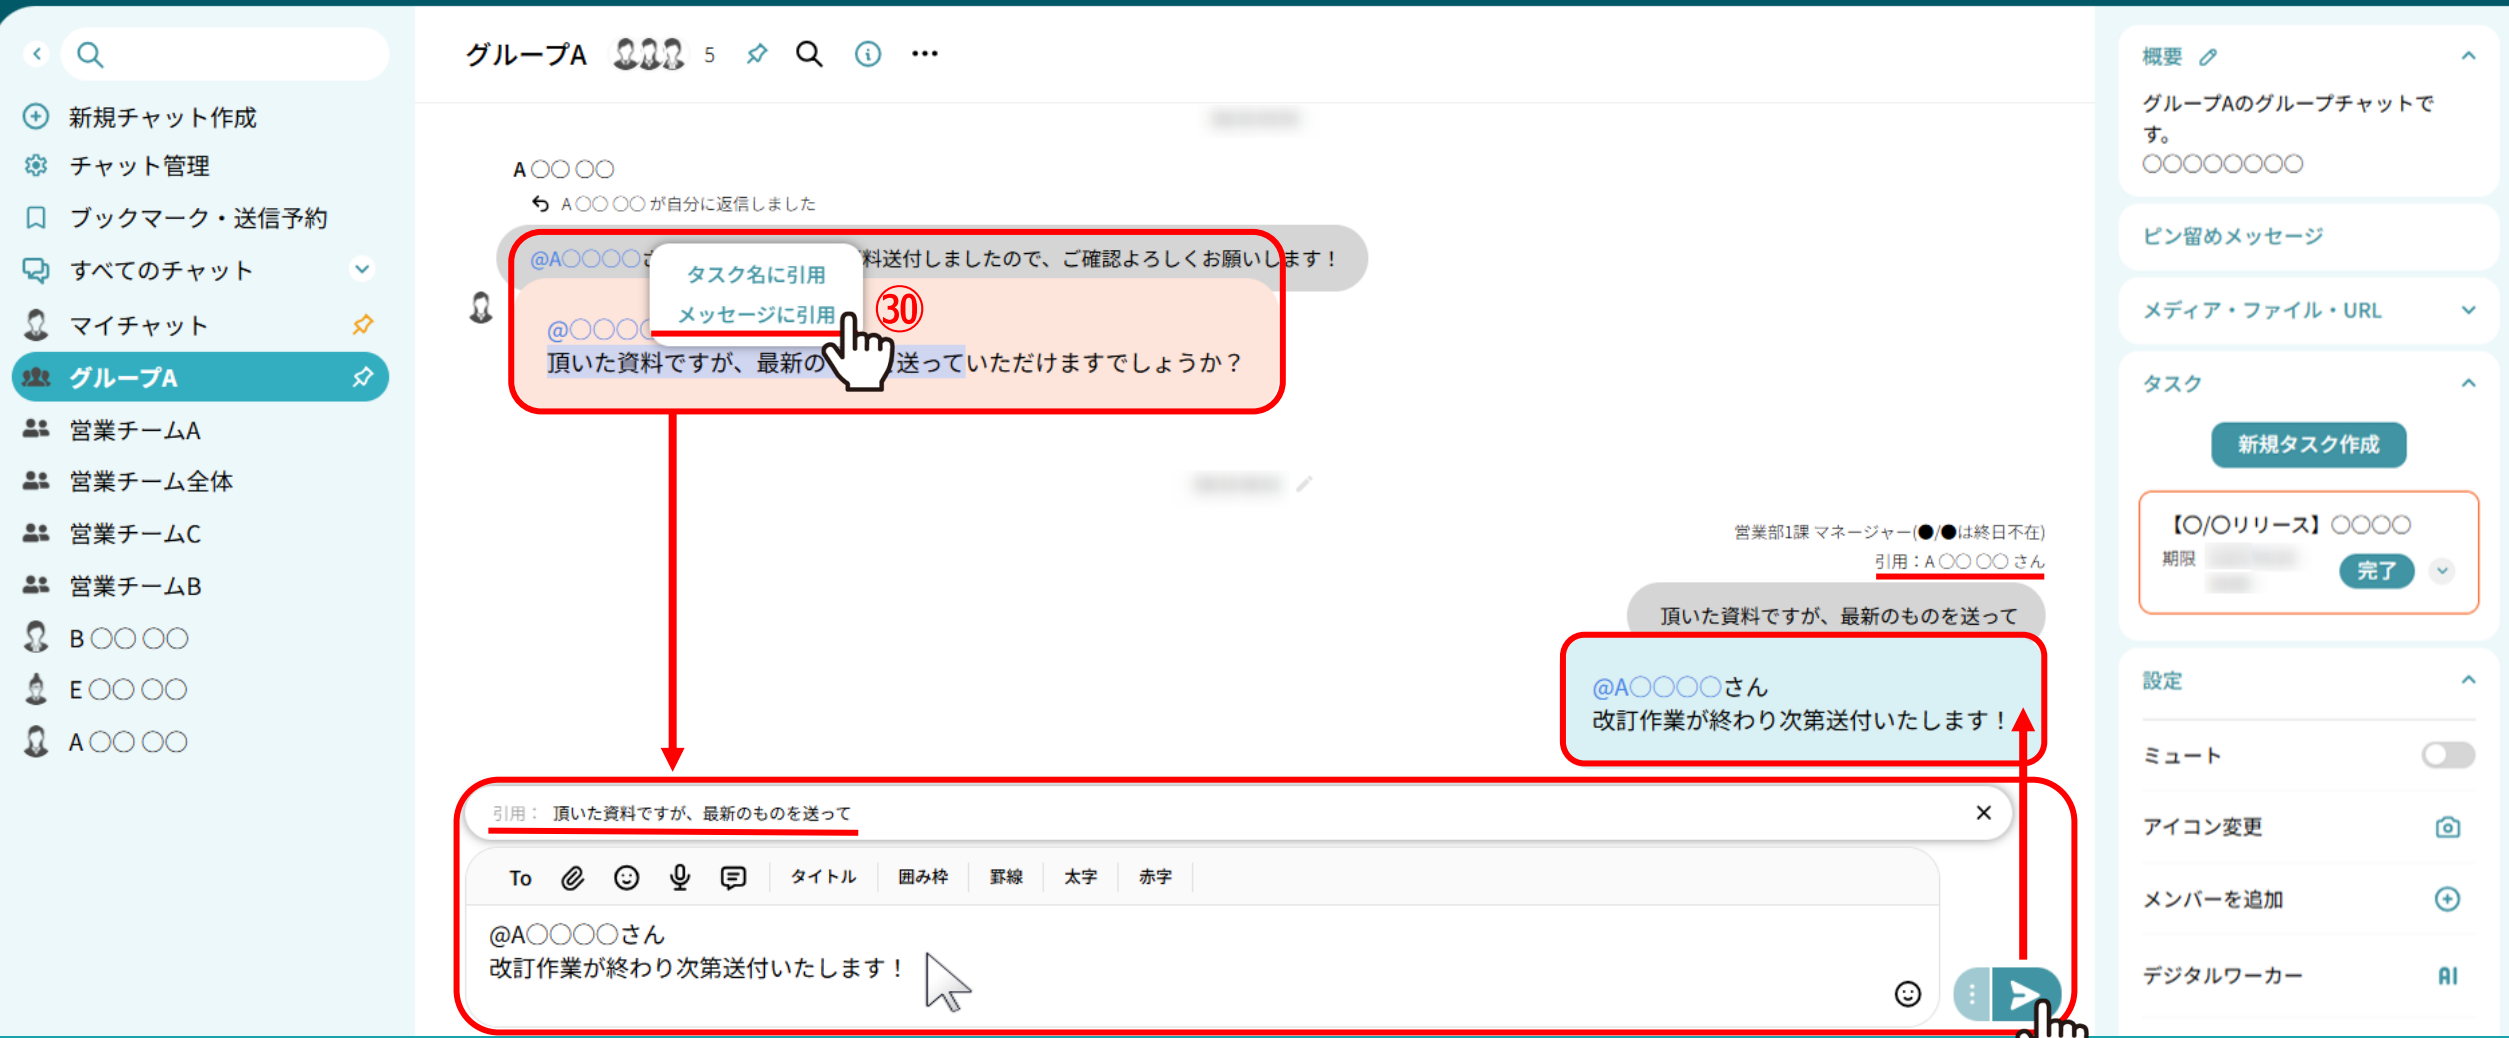 新規チャット作成
チャット管理
ブックマーク・送信予約
すべてのチャット
マイチャット
グループA
営業チームA
営業チーム全体
営業チームC
営業チームB
B〇〇 〇〇
E〇〇 〇〇
A〇〇 〇〇
グループA 5
A〇〇 〇〇
A〇〇 〇〇 が自分に返信しました
@A〇〇〇〇さ 料送付しましたので、ご確認よろしくお願いします！
タスク名に引用
メッセージに引用
㉚
@〇〇〇
頂いた資料ですが、最新の 送っていただけますでしょうか？
営業部1課 マネージャー(●/●は終日不在)
引用：A〇〇 〇〇 さん
頂いた資料ですが、最新のものを送って
@A〇〇〇〇さん
改訂作業が終わり次第送付いたします！
引用： 頂いた資料ですが、最新のものを送って
To タイトル 囲み枠 罫線 太字 赤字
@A〇〇〇〇さん
改訂作業が終わり次第送付いたします！
概要
グループAのグループチャットで
す。
〇〇〇〇〇〇〇〇
ピン留めメッセージ
メディア・ファイル・URL
タスク
新規タスク作成
【〇/〇リリース】〇〇〇〇
期限
完了
設定
ミュート
アイコン変更
メンバーを追加
デジタルワーカー AI